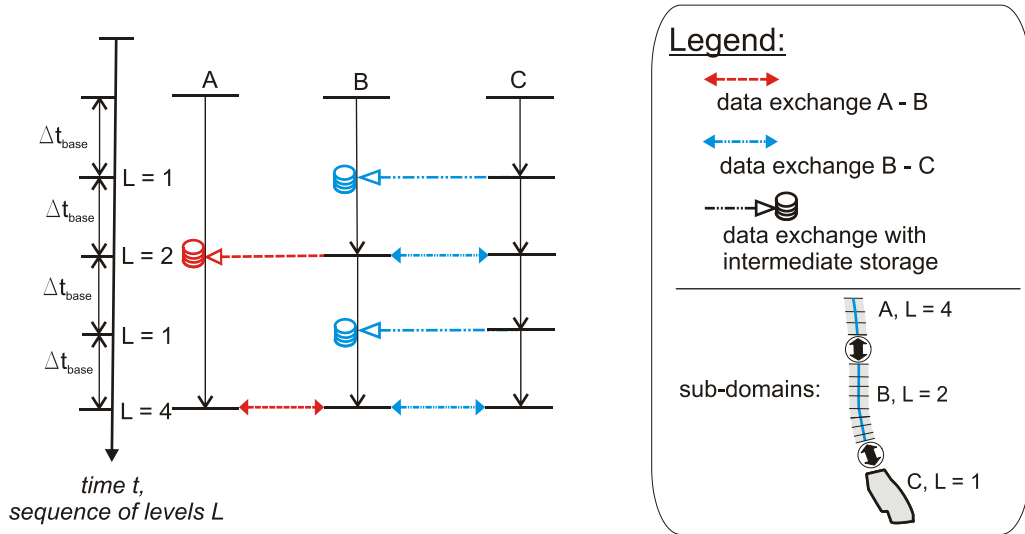 A
B
C
Δt_base
L = 1
Δt_base
L = 2
Δt_base
L = 1
Δt_base
L = 4
time t,
sequence of levels L
Legend:
data exchange A - B
data exchange B - C
data exchange with
intermediate storage
A, L = 4
sub-domains:
B, L = 2
C, L = 1